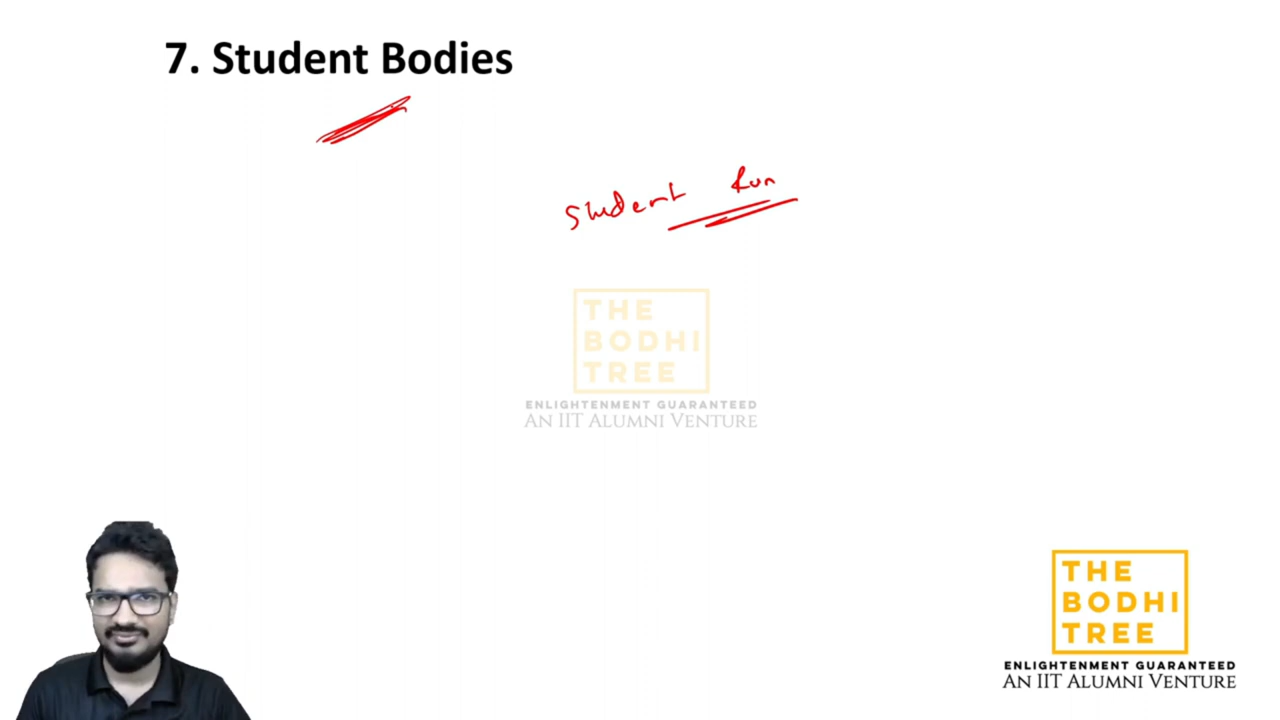 7. Student Bodies
Student Run
THE
BODHI
TREE
ENLIGHTENMENT GUARANTEED
AN IIT ALUMNI VENTURE
THE
BODHI
TREE
ENLIGHTENMENT GUARANTEED
AN IIT ALUMNI VENTURE